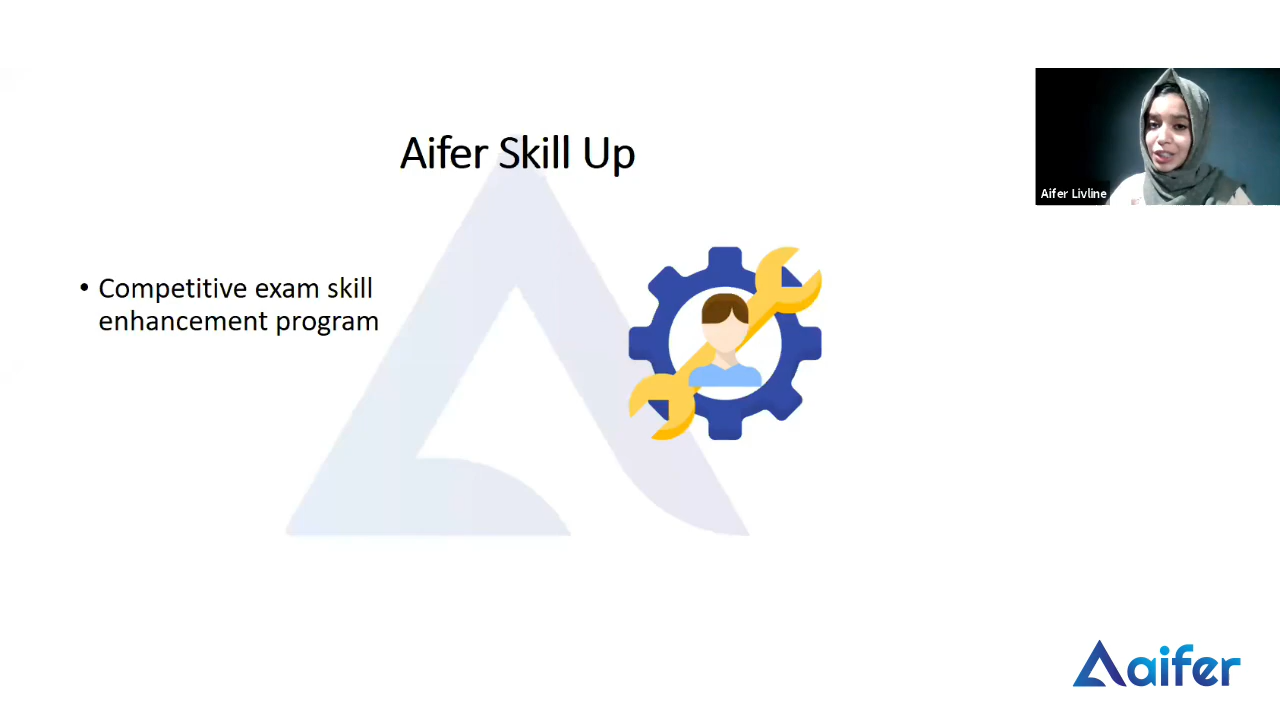 Aifer Skill Up
Aifer Livline
• Competitive exam skill
enhancement program
aifer